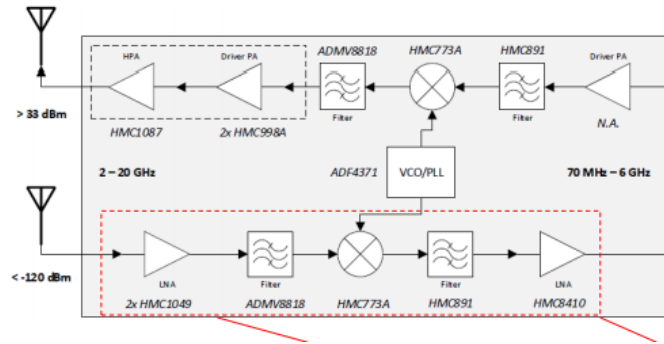 ADMV8818
HMC773A
HMC891
HPA
Driver PA
Driver PA
Filter
Filter
> 33 dBm
HMC1087
2x HMC998A
N.A.
2 – 20 GHz
ADF4371
VCO/PLL
70 MHz – 6 GHz
< -120 dBm
LNA
Filter
Filter
LNA
2x HMC1049
ADMV8818
HMC773A
HMC891
HMC8410